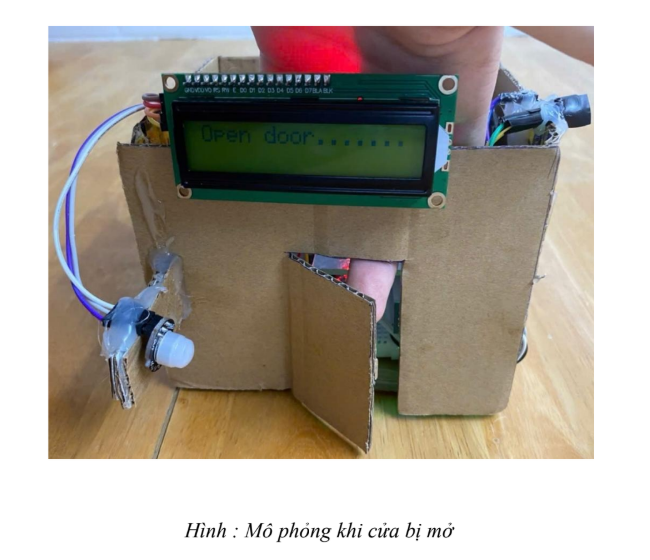 GND VDD VO RS RW E D0 D1 D2 D3 D4 D5 D6 D7 BLA BLK
Open door.......
Hình : Mô phỏng khi cửa bị mở